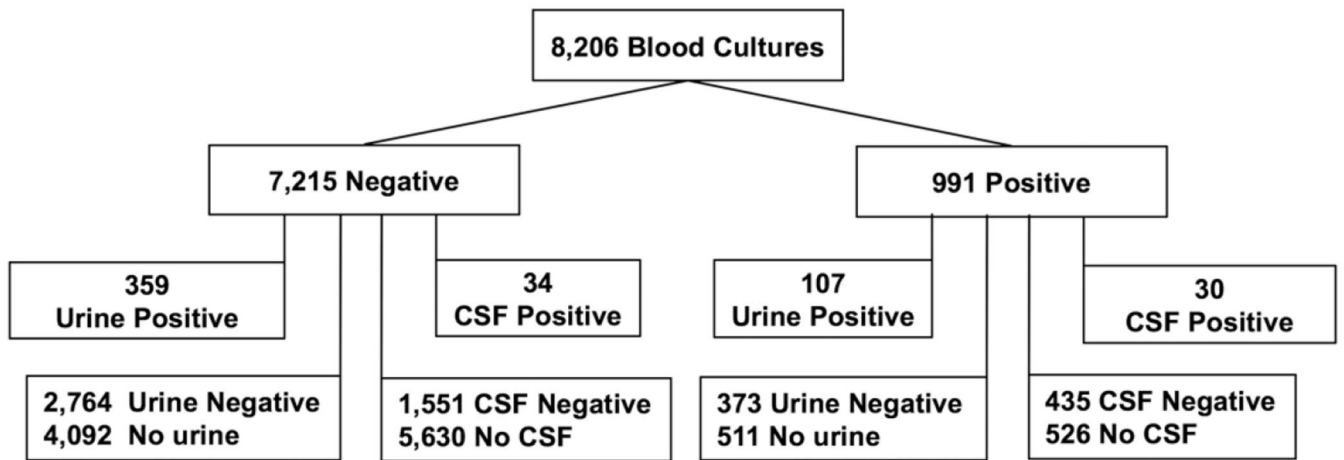 8,206 Blood Cultures
7,215 Negative
991 Positive
359
Urine Positive
34
CSF Positive
107
Urine Positive
30
CSF Positive
2,764 Urine Negative
4,092 No urine
1,551 CSF Negative
5,630 No CSF
373 Urine Negative
511 No urine
435 CSF Negative
526 No CSF